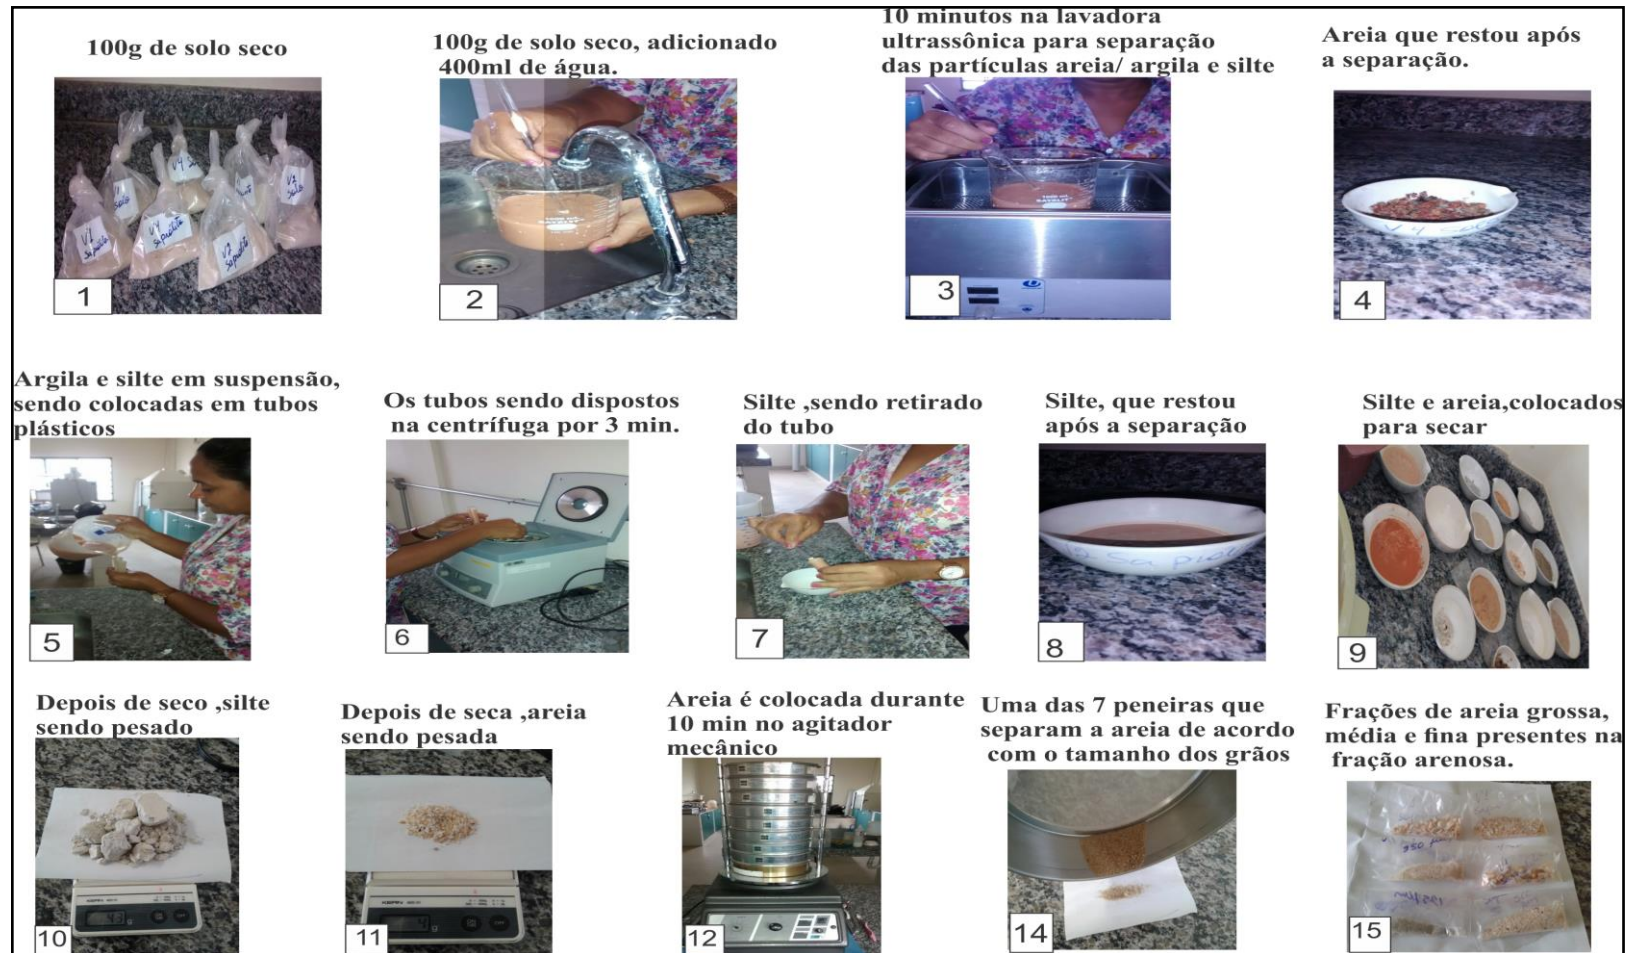 100g de solo seco
1
100g de solo seco, adicionado
400ml de água.
2
10 minutos na lavadora
ultrassônica para separação
das partículas areia/ argila e silte
3
Areia que restou após
a separação.
4
Argila e silte em suspensão,
sendo colocadas em tubos
plásticos
5
Os tubos sendo dispostos
na centrífuga por 3 min.
6
Silte ,sendo retirado
do tubo
7
Silte, que restou
após a separação
8
Silte e areia,colocados
para secar
9
Depois de seco ,silte
sendo pesado
10
Depois de seca ,areia
sendo pesada
11
Areia é colocada durante
10 min no agitador
mecânico
12
Uma das 7 peneiras que
separam a areia de acordo
com o tamanho dos grãos
14
Frações de areia grossa,
média e fina presentes na
fração arenosa.
15